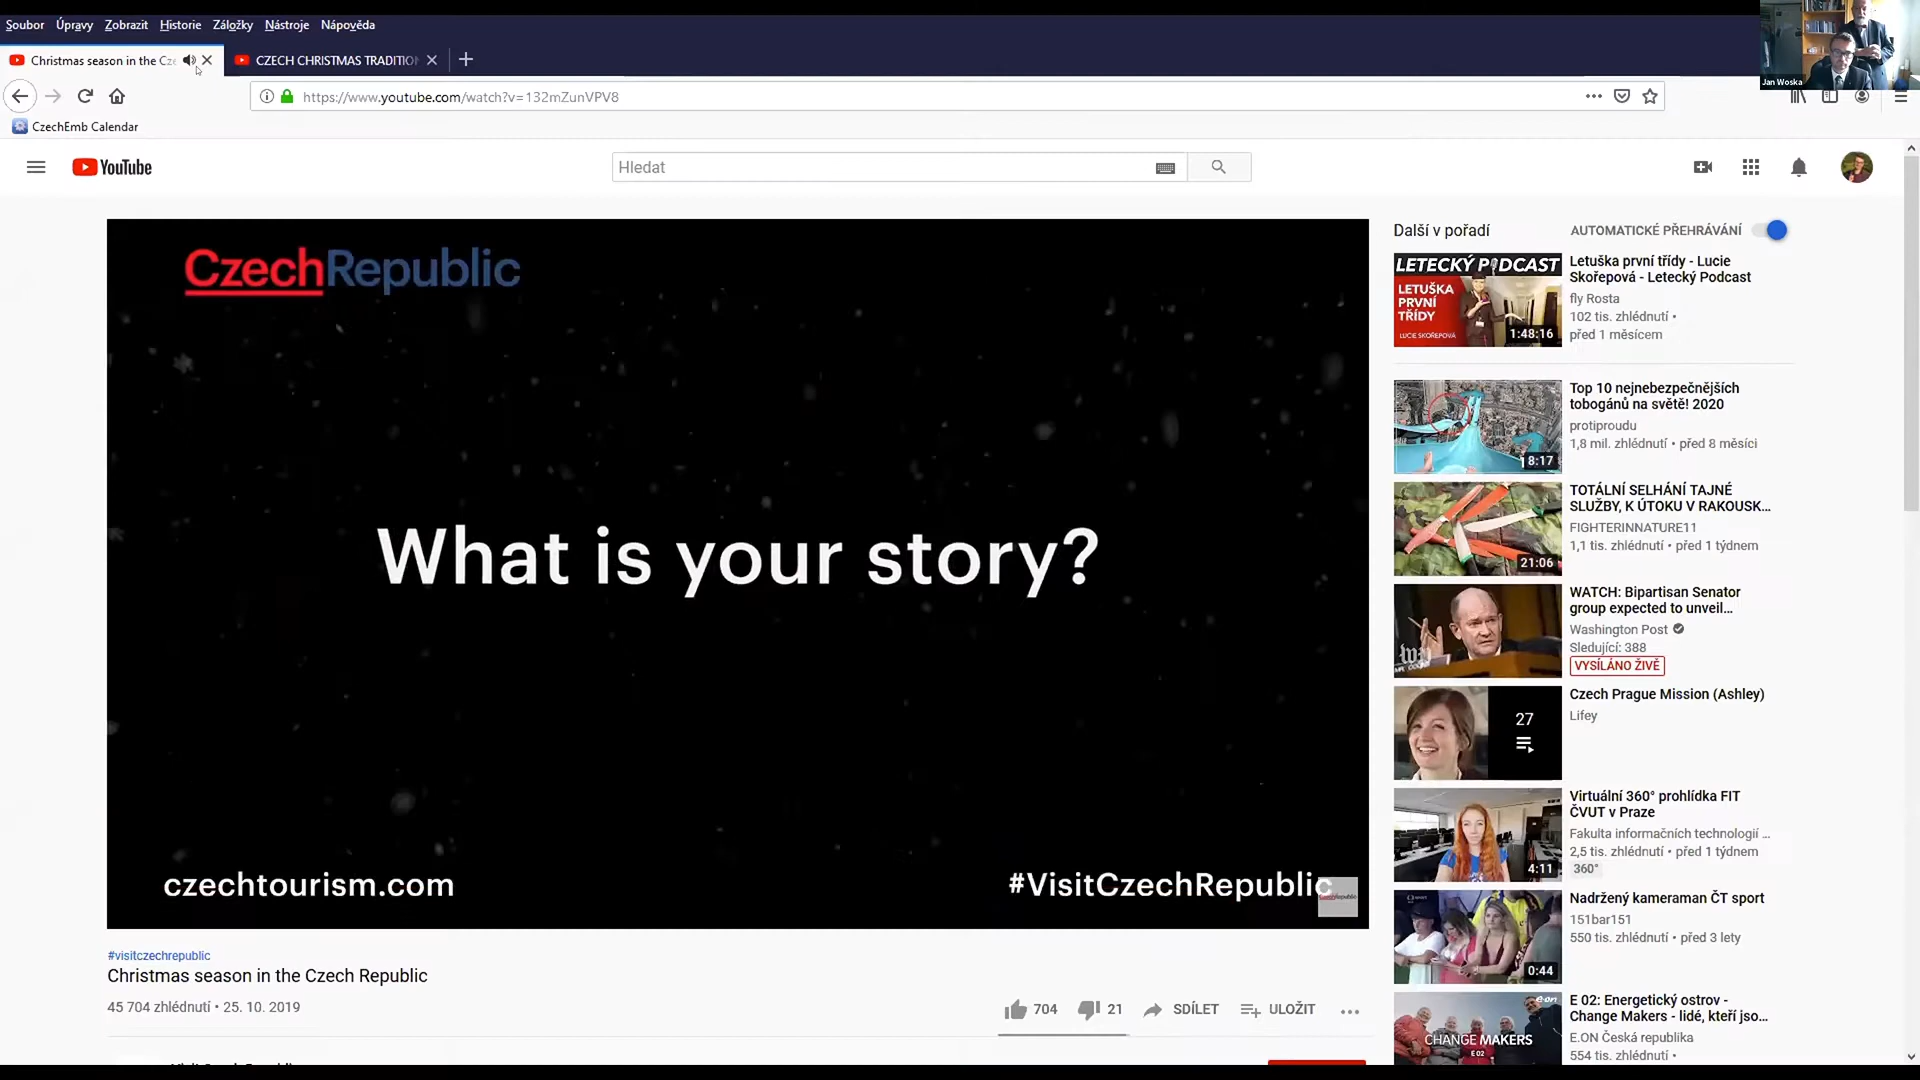 Soubor Úpravy Zobrazit Historie Záložky Nástroje Nápověda
Christmas season in the Cze
CZECH CHRISTMAS TRADITION
Jan Woska
https://www.youtube.com/watch?v=132mZunVPV8
CzechEmb Calendar
YouTube
Hledat
CzechRepublic
What is your story?
czechtourism.com
#VisitCzechRepublic
#visitczechrepublic
Christmas season in the Czech Republic
45 704 zhlédnutí • 25. 10. 2019
704
21
SDÍLET
ULOŽIT
Další v pořadí
AUTOMATICKÉ PŘEHRÁVÁNÍ
LETECKÝ PODCAST
LETUŠKA
PRVNÍ
TŘÍDY
LUCIE SKOŘEPOVÁ
1:48:16
Letuška první třídy - Lucie
Skořepová - Letecký Podcast
fly Rosta
102 tis. zhlédnutí •
před 1 měsícem
8:17
Top 10 nejnebezpečnějších
tobogánů na světě! 2020
protiproudu
1,8 mil. zhlédnutí • před 8 měsíci
21:06
TOTÁLNÍ SELHÁNÍ TAJNÉ
SLUŽBY, K ÚTOKU V RAKOUSK...
FIGHTERINNATURE11
1,1 tis. zhlédnutí • před 1 týdnem
wp
WATCH: Bipartisan Senator
group expected to unveil...
Washington Post
Sledující: 388
VYSÍLÁNO ŽIVĚ
27
Czech Prague Mission (Ashley)
Lifey
4:11
Virtuální 360° prohlídka FIT
ČVUT v Praze
Fakulta informačních technologií ...
2,5 tis. zhlédnutí • před 1 týdnem
360°
0:44
Nadržený kameraman ČT sport
151bar151
550 tis. zhlédnutí • před 3 lety
e·on
CHANGE MAKERS
E 02
E 02: Energetický ostrov -
Change Makers - lidé, kteří jso...
E.ON Česká republika
554 tis. zhlédnutí •